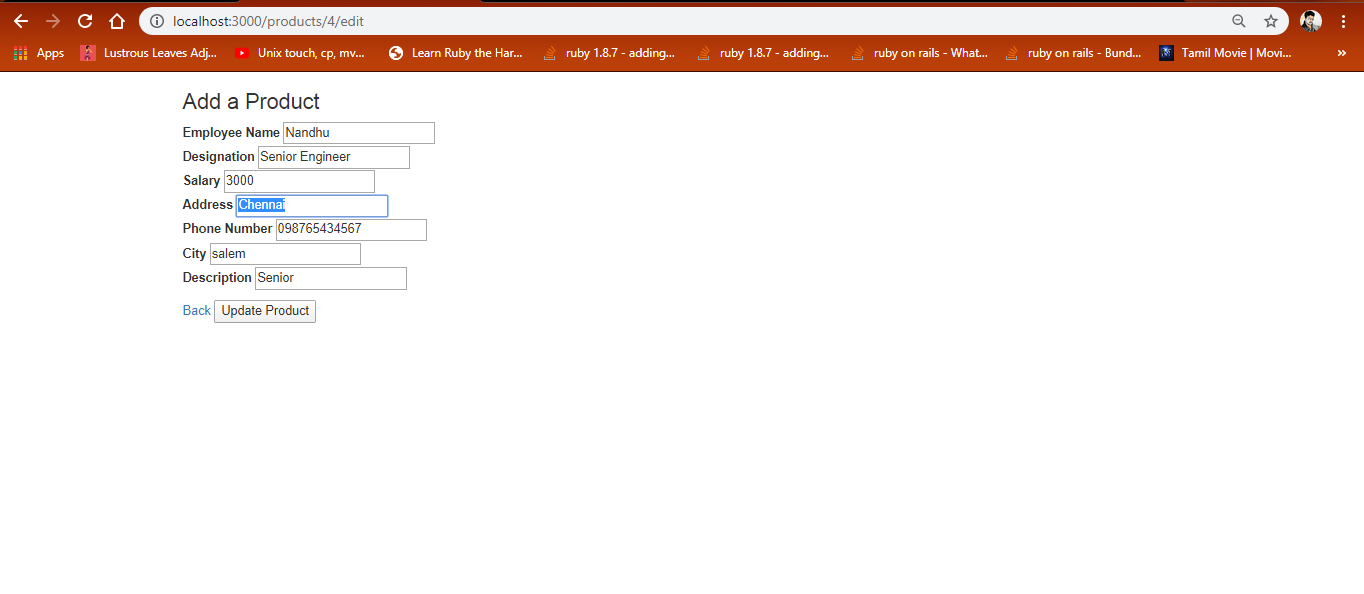 localhost:3000/products/4/edit
Apps Lustrous Leaves Adj... Unix touch, cp, mv... Learn Ruby the Har... ruby 1.8.7 - adding... ruby 1.8.7 - adding... ruby on rails - What... ruby on rails - Bund... Tamil Movie | Movi... »
Add a Product
Employee Name Nandhu
Designation Senior Engineer
Salary 3000
Address Chennai
Phone Number 098765434567
City salem
Description Senior
Back Update Product